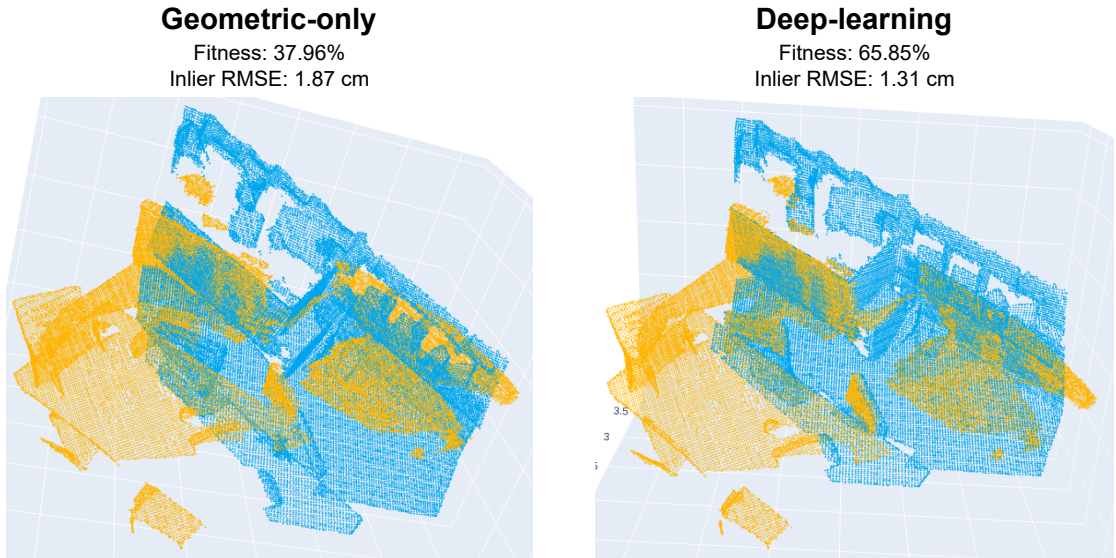 Geometric-only
Fitness: 37.96%
Inlier RMSE: 1.87 cm
Deep-learning
Fitness: 65.85%
Inlier RMSE: 1.31 cm
3.5
3